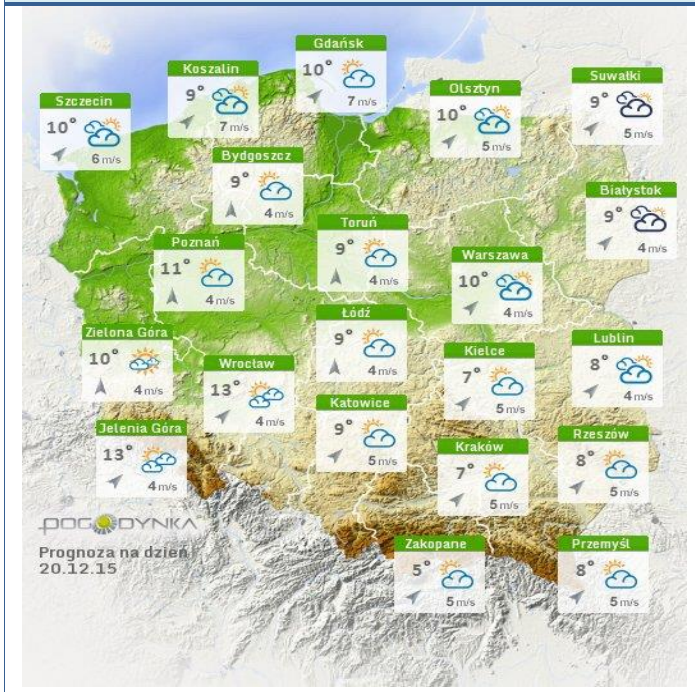 Gdańsk
10°
7 m/s
Koszalin
9°
7 m/s
Suwałki
9°
5 m/s
Olsztyn
10°
5 m/s
Szczecin
10°
6 m/s
Bydgoszcz
9°
4 m/s
Białystok
9°
4 m/s
Toruń
9°
4 m/s
Poznań
11°
4 m/s
Warszawa
10°
4 m/s
Łódź
9°
4 m/s
Zielona Góra
10°
4 m/s
Lublin
8°
4 m/s
Kielce
7°
5 m/s
Wrocław
13°
4 m/s
Katowice
9°
5 m/s
Jelenia Góra
13°
4 m/s
Rzeszów
8°
5 m/s
Kraków
7°
5 m/s
POGODYNKA
Prognoza na dzień
20.12.15
Zakopane
5°
5 m/s
Przemyśl
8°
5 m/s